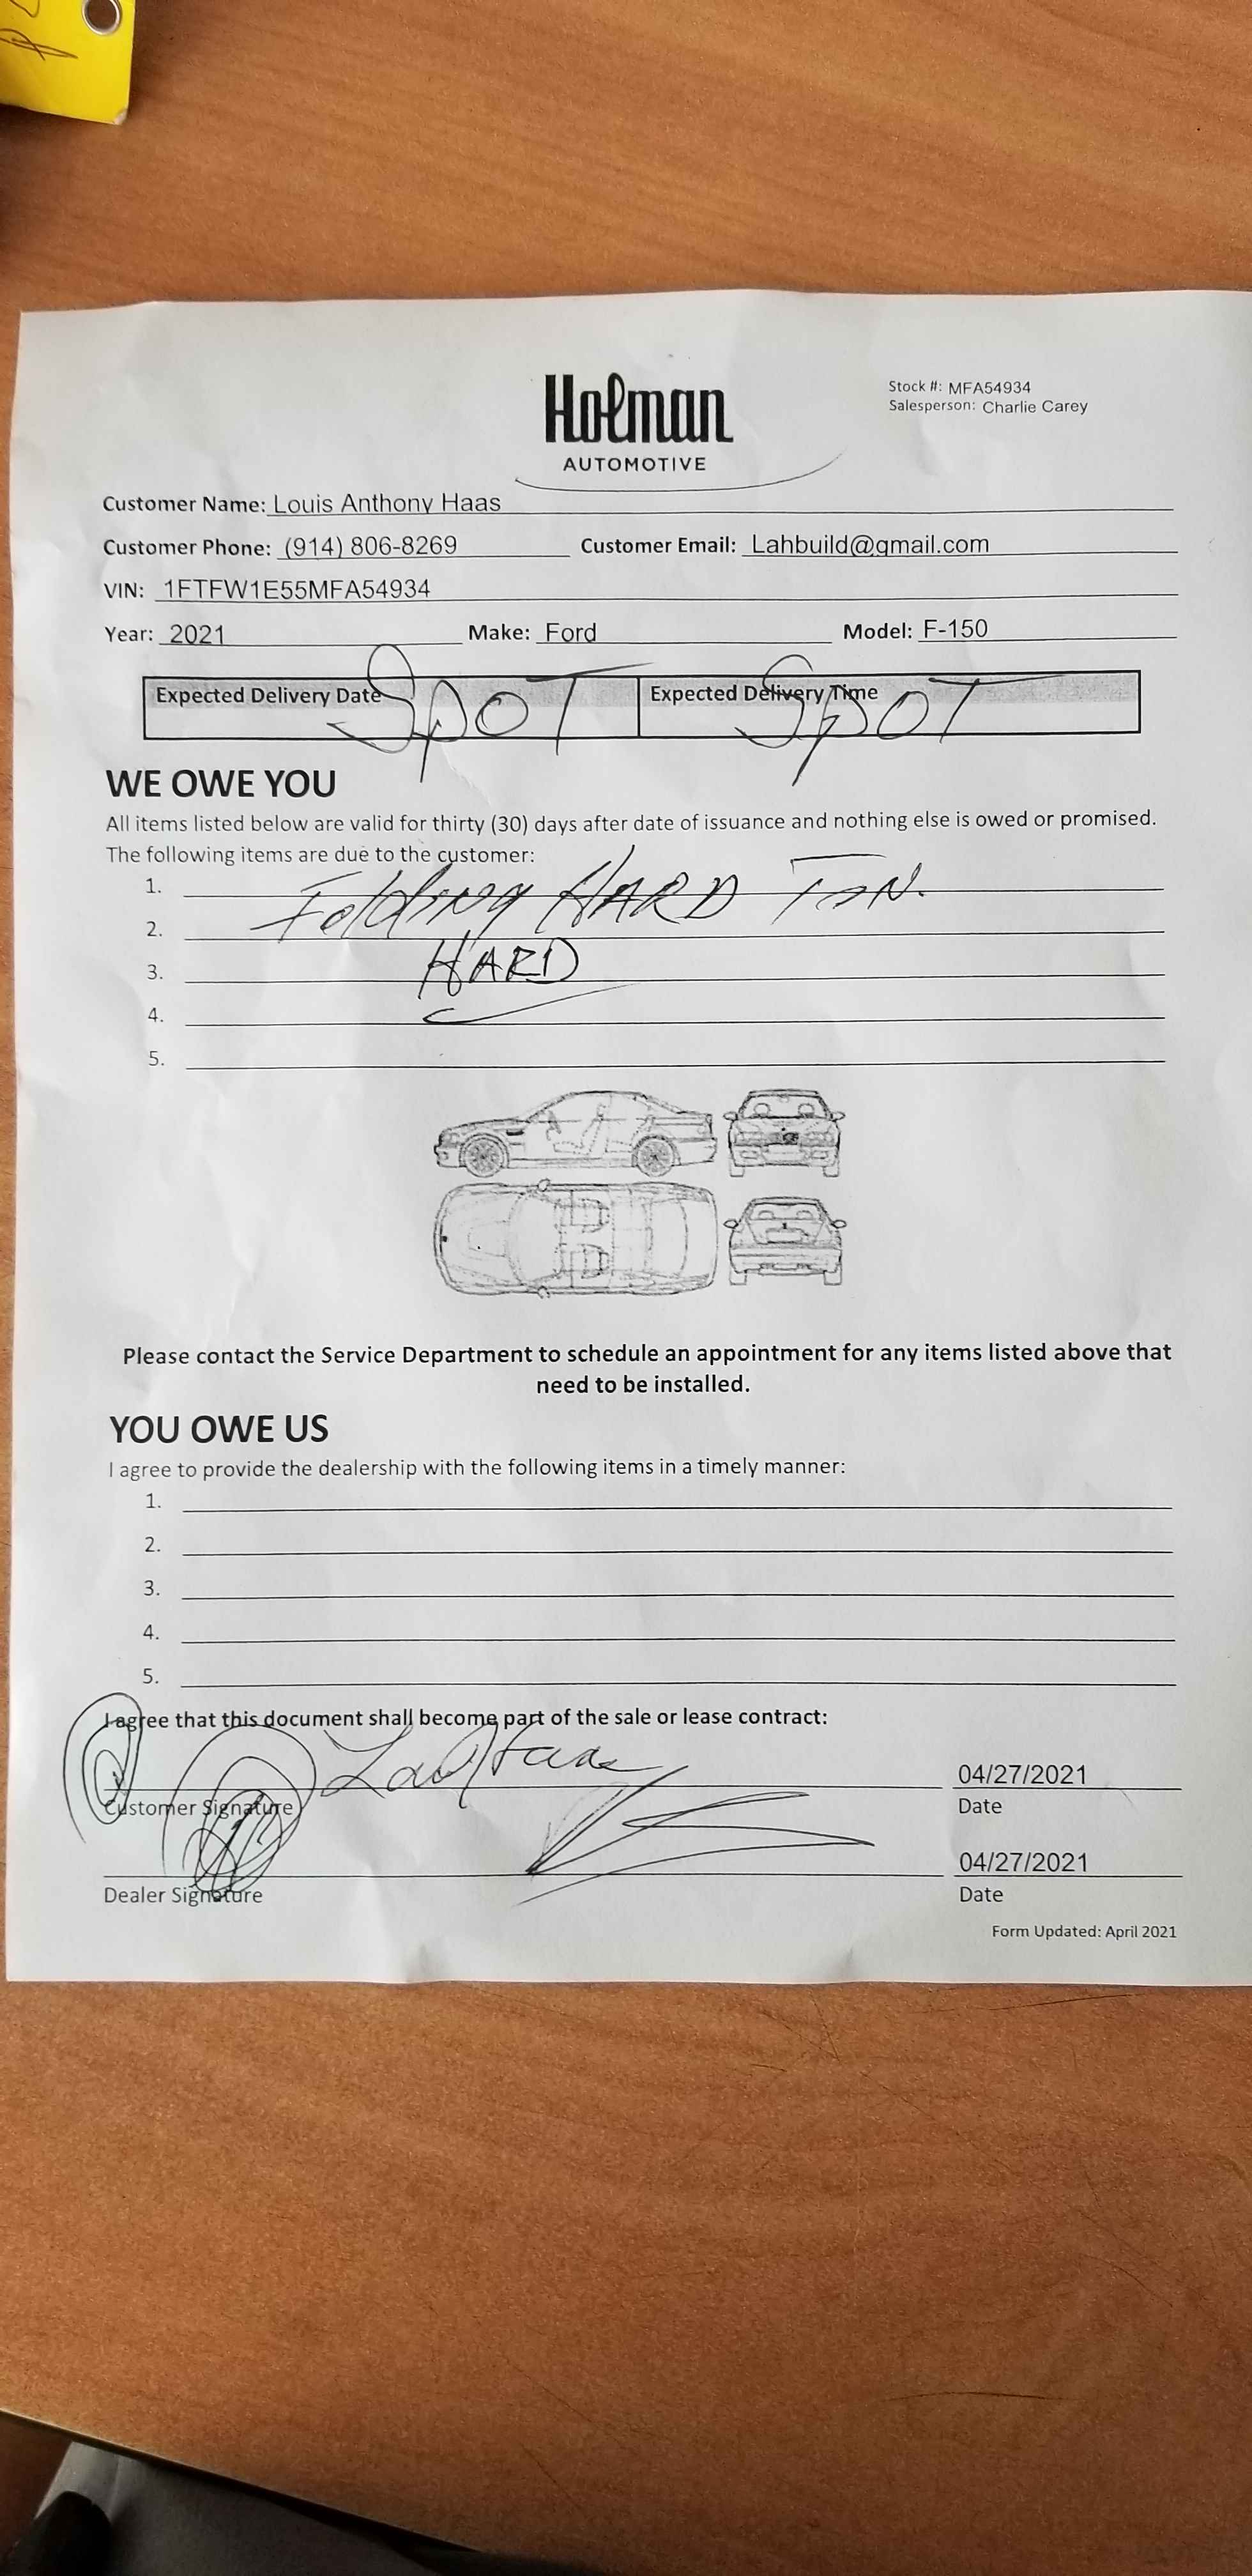 Holman
AUTOMOTIVE
Stock #: MFA54934
Salesperson: Charlie Carey
Customer Name: Louis Anthony Haas
Customer Phone: (914) 806-8269 Customer Email: Lahbuild@gmail.com
VIN: 1FTFW1E55MFA54934
Year: 2021 Make: Ford Model: F-150
Expected Delivery Date Expected Delivery Time
SpOT SpOT
WE OWE YOU
All items listed below are valid for thirty (30) days after date of issuance and nothing else is owed or promised.
The following items are due to the customer:
1. Folding HARD
2.
3. HARD
4.
5.
Please contact the Service Department to schedule an appointment for any items listed above that
need to be installed.
YOU OWE US
I agree to provide the dealership with the following items in a timely manner:
1.
2.
3.
4.
5.
I agree that this document shall become part of the sale or lease contract:
04/27/2021
Customer Signature Date
04/27/2021
Dealer Signature Date
Form Updated: April 2021